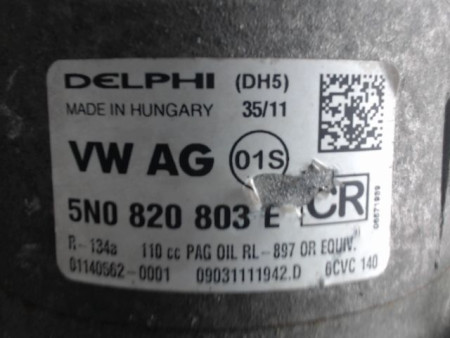 DELPHI (DH5)
MADE IN HUNGARY 35/11
VW AG 01S
5N0 820 803 E CR
R-134a 110 cc PAG OIL RL-897 OR EQUIV.
01140562-0001 09031111942.D 6CVC 140
06671989